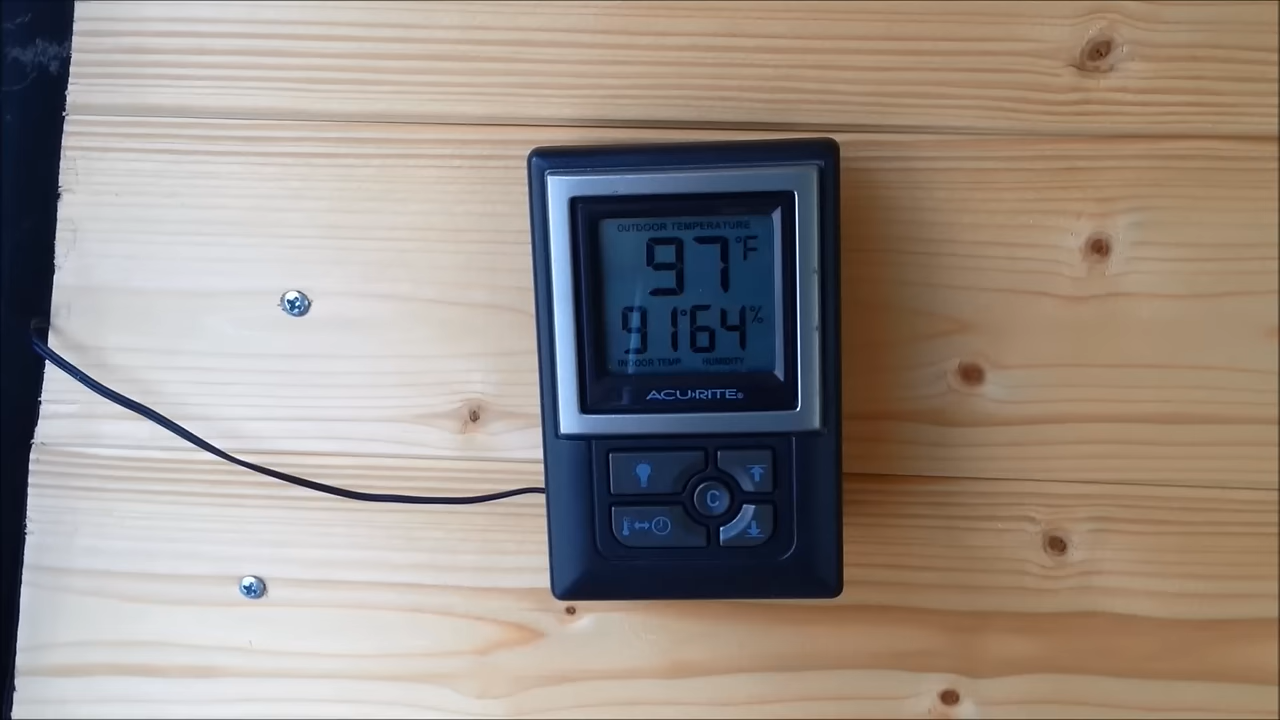 OUTDOOR TEMPERATURE
97°F
91°64%
INDOOR TEMP HUMIDITY
ACU›RITE®
C